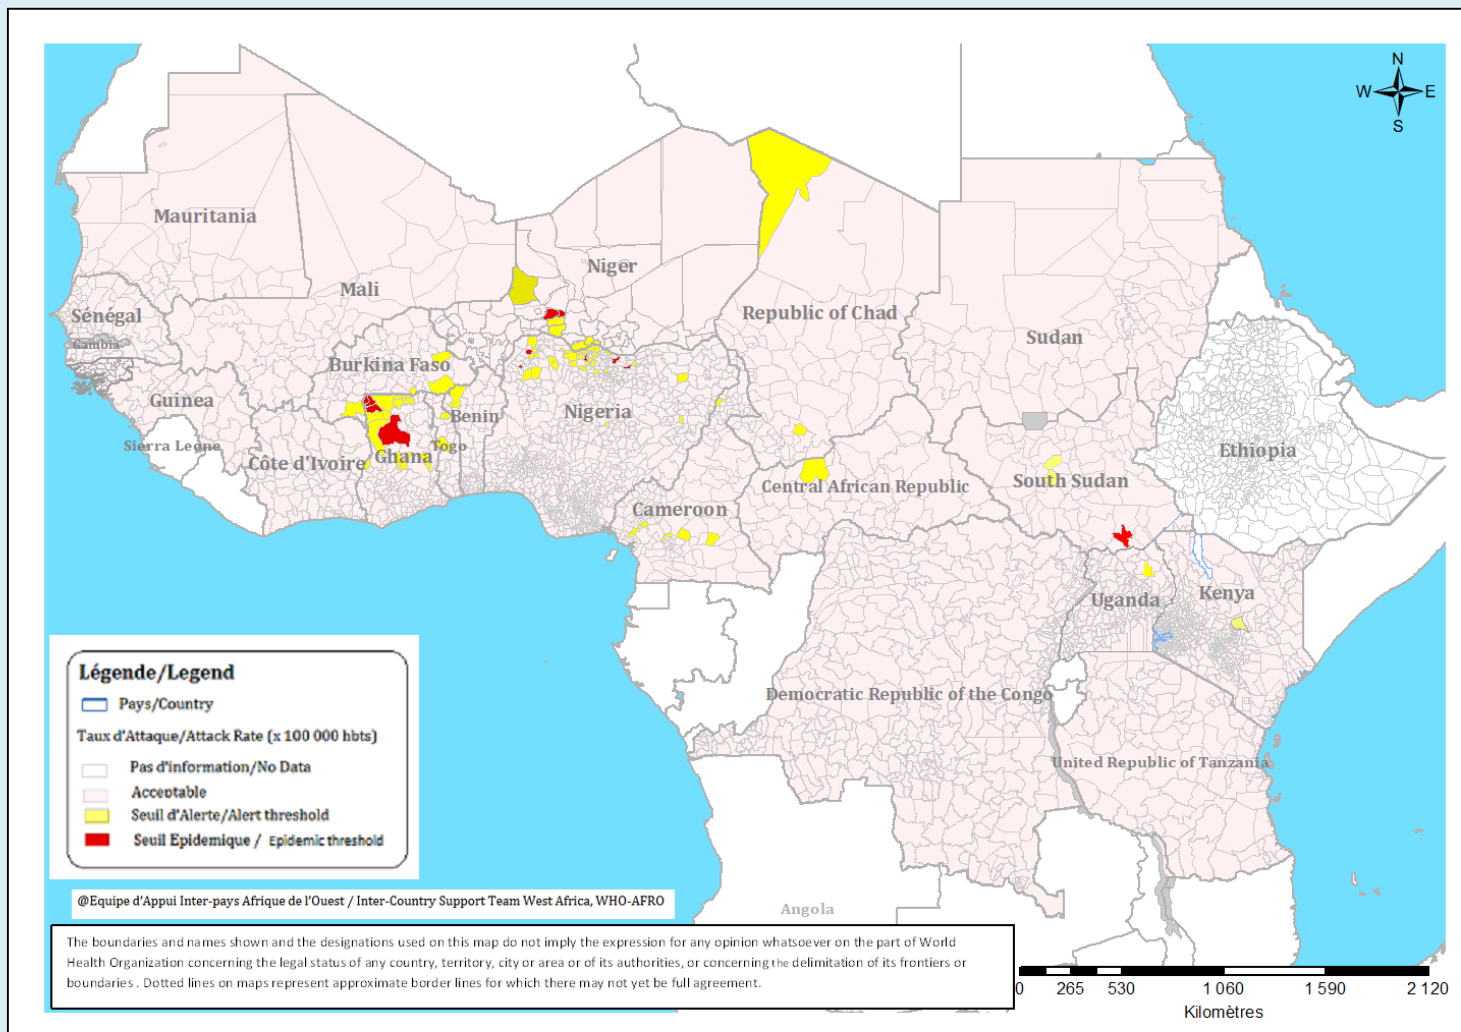 N
W E
S
Mauritania
Mali
Niger
Sénégal
Gambia
Republic of Chad
Sudan
Burkina Faso
Guinea
Benin
Nigeria
Sierra Leone
Togo
Côte d'Ivoire
Ghana
Ethiopia
South Sudan
Central African Republic
Cameroon
Uganda
Kenya
Democratic Republic of the Congo
United Republic of Tanzania
Angola
Légende/Legend
Pays/Country
Taux d'Attaque/Attack Rate (x 100 000 hbts)
Pas d'information/No Data
Acceptable
Seuil d'Alerte/Alert threshold
Seuil Epidemique / Epidemic threshold
@Equipe d'Appui Inter-pays Afrique de l'Ouest / Inter-Country Support Team West Africa, WHO-AFRO
The boundaries and names shown and the designations used on this map do not imply the expression for any opinion whatsoever on the part of World
Health Organization concerning the legal status of any country, territory, city or area or of its authorities, or concerning the delimitation of its frontiers or
boundaries . Dotted lines on maps represent approximate border lines for which there may not yet be full agreement.
0 265 530 1 060 1 590 2 120
Kilomètres